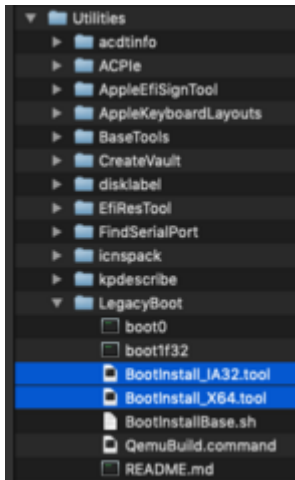 Utilities
acdtinfo
ACPIe
AppleEfiSignTool
AppleKeyboardLayouts
BaseTools
CreateVault
disklabel
EfiResTool
FindSerialPort
icnspack
kpdescribe
LegacyBoot
boot0
boot1f32
BootInstall_IA32.tool
BootInstall_X64.tool
BootInstallBase.sh
QemuBuild.command
README.md